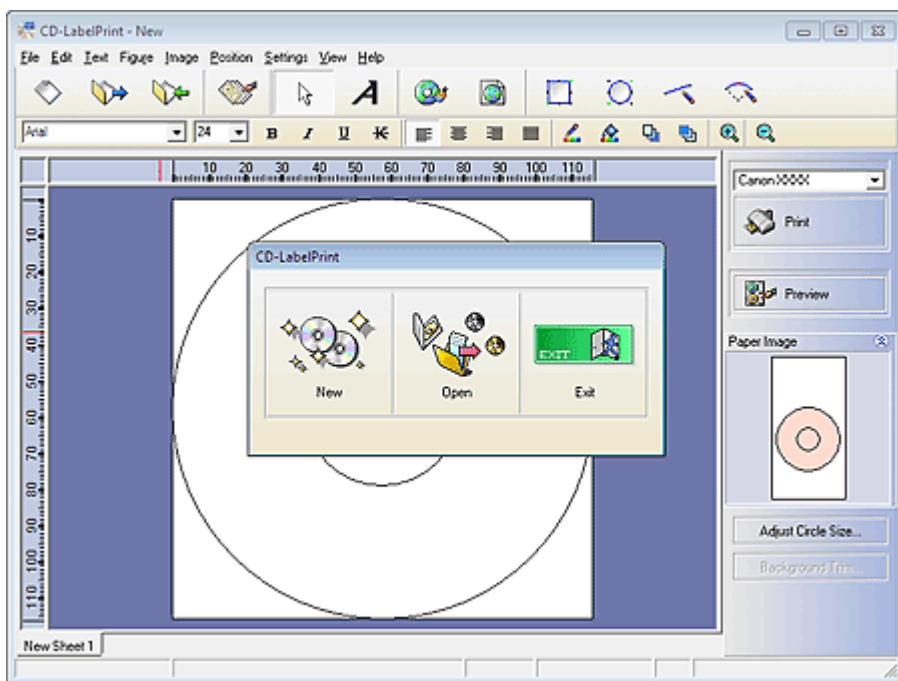 CD-LabelPrint - New
File Edit Text Figure Image Position Settings View Help
Arial 24 B I U K
10 20 30 40 50 60 70 80 90 100 110
Canon XXXX
Print
Preview
Paper Image
Adjust Circle Size...
Background Trim...
CD-LabelPrint
EXIT
New Open Exit
10
20
30
40
50
60
70
80
90
100
110
New Sheet 1